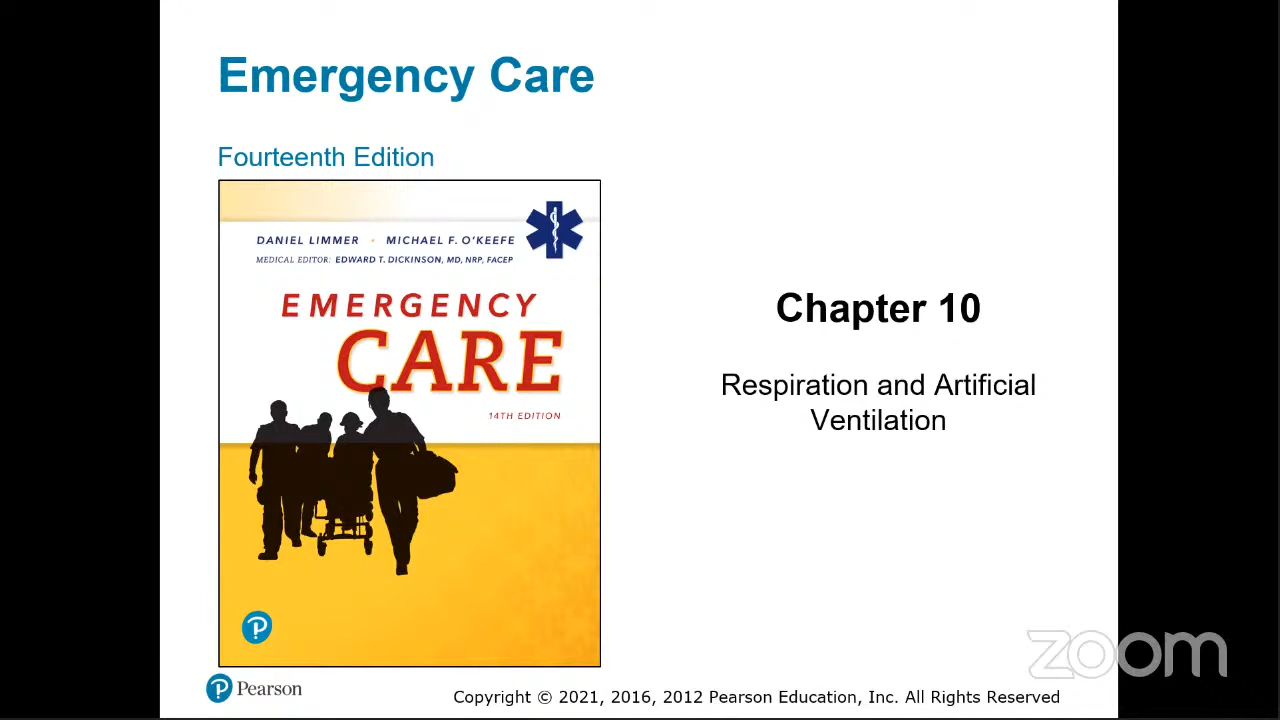 Emergency Care
Fourteenth Edition
DANIEL LIMMER • MICHAEL F. O'KEEFE
MEDICAL EDITOR: EDWARD T. DICKINSON, MD, NRP, FACEP
EMERGENCY
CARE
14TH EDITION
Chapter 10
Respiration and Artificial
Ventilation
zoom
Pearson
Copyright © 2021, 2016, 2012 Pearson Education, Inc. All Rights Reserved